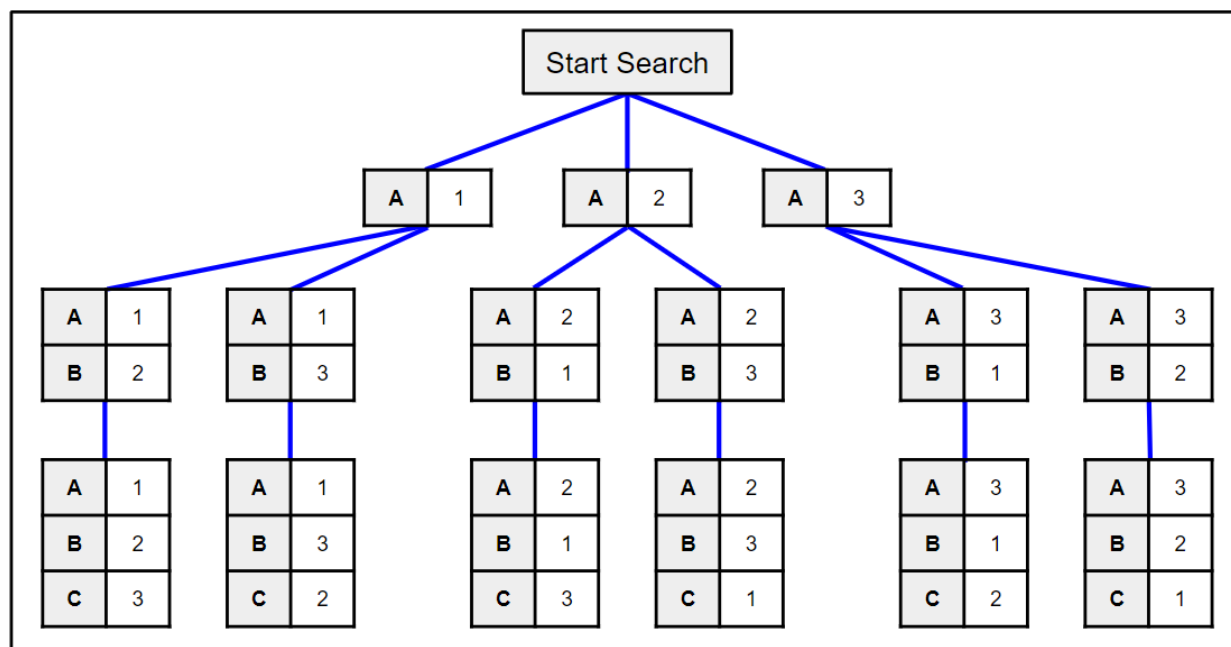 Start Search
A 1 A 2 A 3
A 1 A 1 A 2 A 2 A 3 A 3
B 2 B 3 B 1 B 3 B 1 B 2
A 1 A 1 A 2 A 2 A 3 A 3
B 2 B 3 B 1 B 3 B 1 B 2
C 3 C 2 C 3 C 1 C 2 C 1